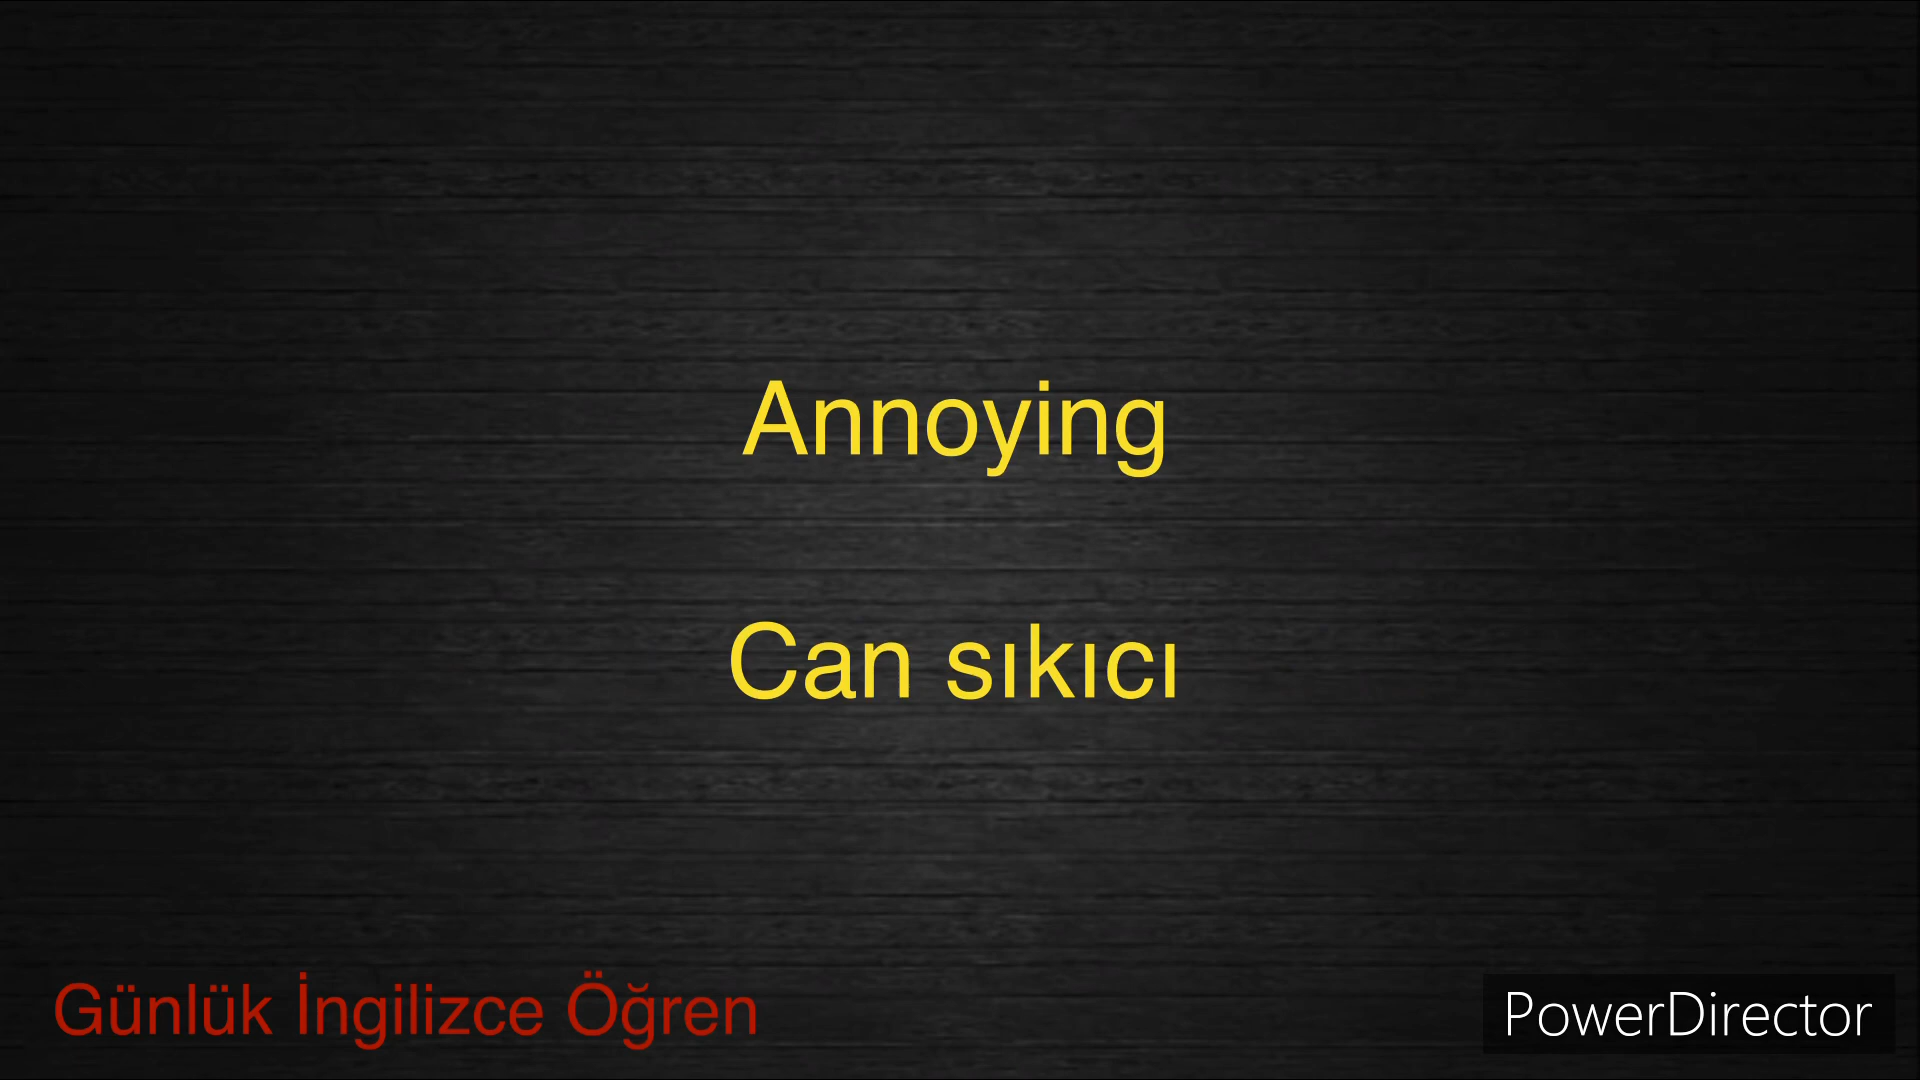 Annoying
Can sıkıcı
Günlük İngilizce Öğren
PowerDirector